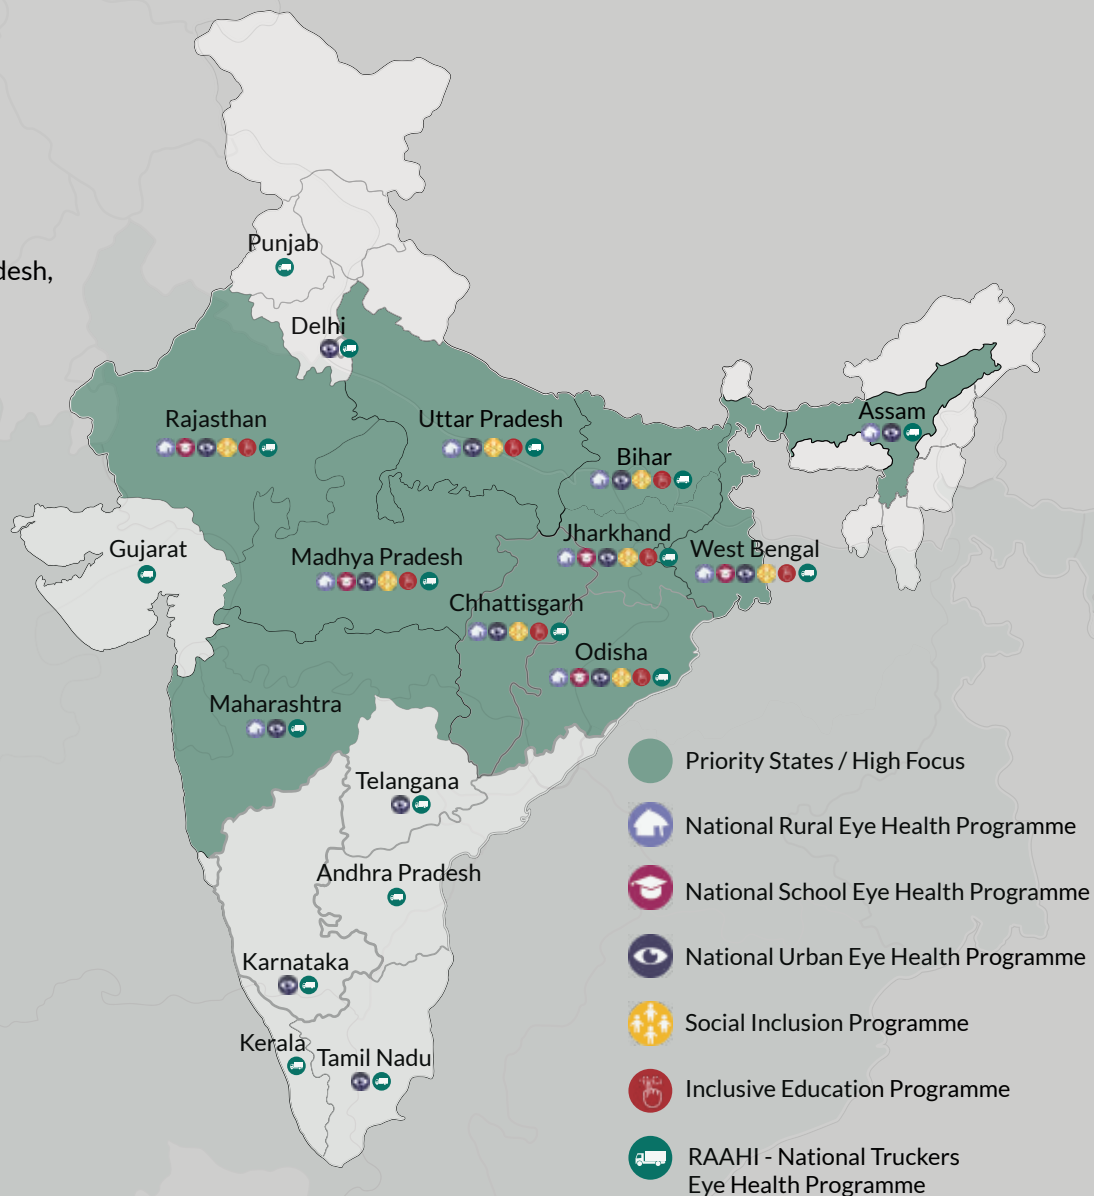 desh,
Punjab
Delhi
Rajasthan
Uttar Pradesh
Assam
Bihar
Jharkhand
West Bengal
Gujarat
Madhya Pradesh
Chhattisgarh
Odisha
Maharashtra
Telangana
Andhra Pradesh
Karnataka
Kerala
Tamil Nadu
Priority States / High Focus
National Rural Eye Health Programme
National School Eye Health Programme
National Urban Eye Health Programme
Social Inclusion Programme
Inclusive Education Programme
RAAHI - National Truckers
Eye Health Programme